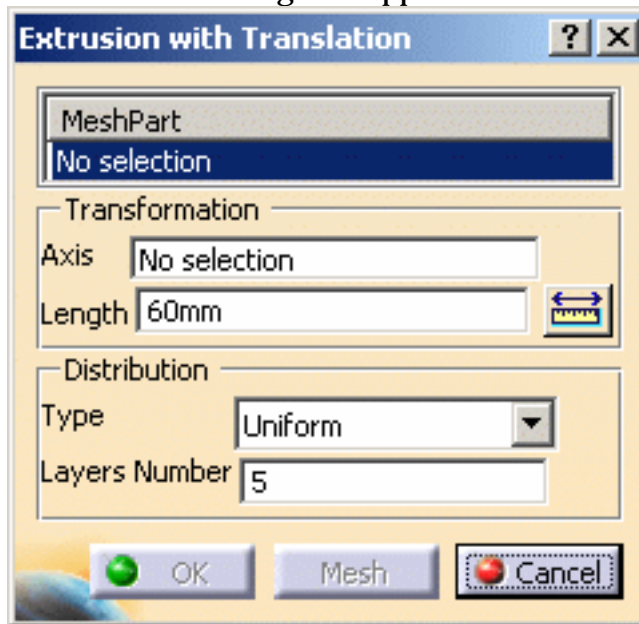 Extrusion with Translation
MeshPart
No selection
Transformatio
Axis No selection
Length 60mm
Distribution
Type Uniform
Layers Number 5
OK Mesh Cancel